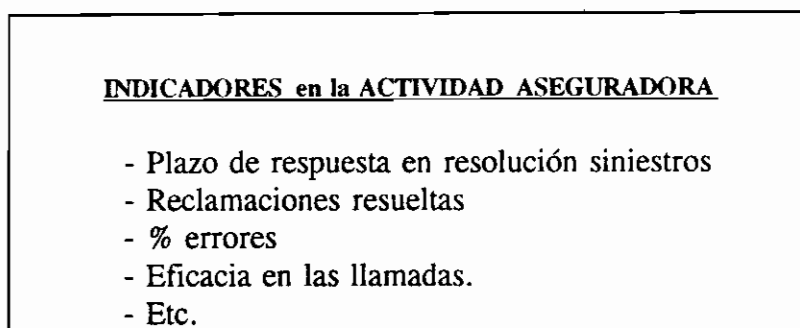 INDICADORES en la ACTIVIDAD ASEGURADORA
- Plazo de respuesta en resolución siniestros
- Reclamaciones resueltas
- % errores
- Eficacia en las llamadas.
- Etc.